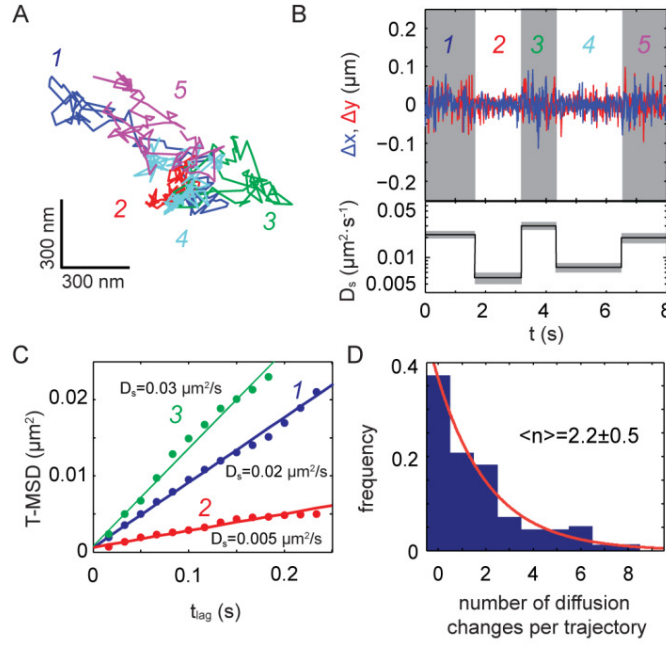 A
1
5
2
3
4
300 nm
300 nm
B
1
2
3
4
5
Δx, Δy (μm)
0.2
0.1
0
−0.1
−0.2
Dₛ (μm²·s⁻¹)
0.05
0.01
0.005
0
2
4
6
8
t (s)
C
T-MSD (μm²)
0.02
0.01
0
Dₛ=0.03 μm²/s
3
1
Dₛ=0.02 μm²/s
2
Dₛ=0.005 μm²/s
0
0.1
0.2
tlag (s)
D
frequency
0.4
0.2
0
<n>=2.2±0.5
0
2
4
6
8
number of diffusion
changes per trajectory